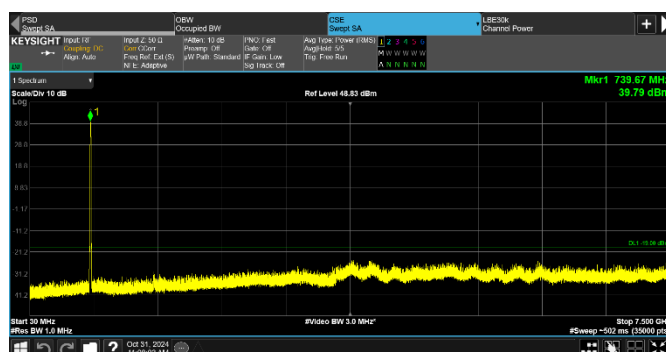 PSD
Swept SA
OBW
Occupied BW
CSE
Swept SA
LBE30k
Channel Power
KEYSIGHT
Input: RF
Coupling: DC
Align: Auto
Input Z: 50 Ω
Corr CCorr
Freq Ref: Ext (S)
NFE: Adaptive
#Atten: 10 dB
Preamp: Off
µW Path: Standard
PNO: Fast
Gate: Off
IF Gain: Low
Sig Track: Off
Avg Type: Power (RMS)
Avg|Hold: 5/5
Trig: Free Run
1 2 3 4 5 6
M W W W W W
A N N N N N
1 Spectrum
Scale/Div 10 dB
Log
Ref Level 48.83 dBm
Mkr1 739.67 MHz
39.79 dBm
1
38.8
28.8
18.8
8.83
-1.17
-11.2
-21.2
-31.2
-41.2
Start 30 MHz
#Res BW 1.0 MHz
#Video BW 3.0 MHz*
Stop 7.500 GHz
#Sweep ~502 ms (35000 pts)
Oct 31, 2024